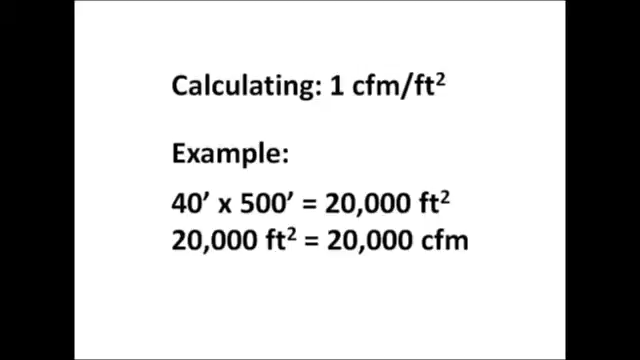 Calculating: 1 cfm/ft²
Example:
40’ x 500’ = 20,000 ft²
20,000 ft² = 20,000 cfm